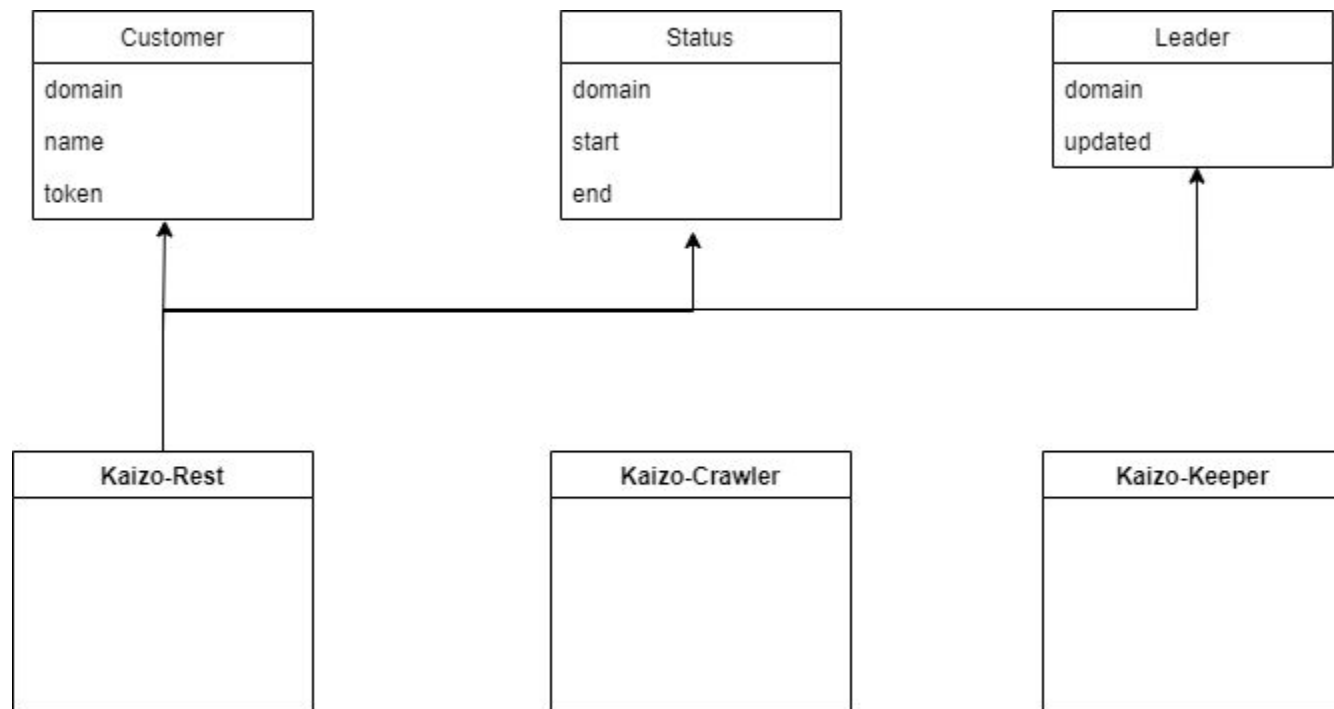 Customer
domain
name
token
Status
domain
start
end
Leader
domain
updated
Kaizo-Rest
Kaizo-Crawler
Kaizo-Keeper